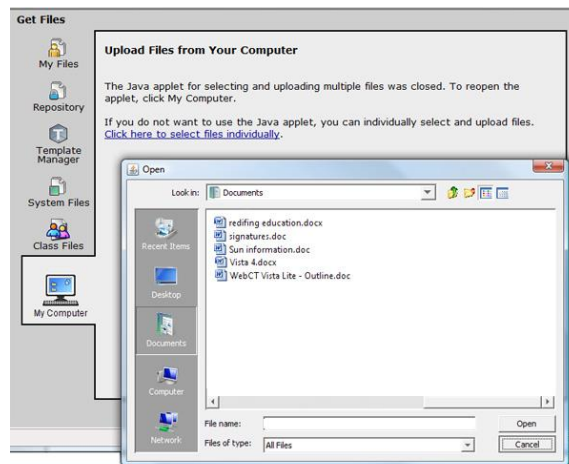 Get Files
My Files
Repository
Template
Manager
System Files
Class Files
My Computer
Upload Files from Your Computer
The Java applet for selecting and uploading multiple files was closed. To reopen the
applet, click My Computer.
If you do not want to use the Java applet, you can individually select and upload files.
Click here to select files individually.
Open
Look in:
Documents
Recent Items
Desktop
Documents
Computer
Network
redifing education.docx
signatures.doc
Sun information.doc
Vista 4.docx
WebCT Vista Lite - Outline.doc
File name:
Open
Files of type:
All Files
Cancel